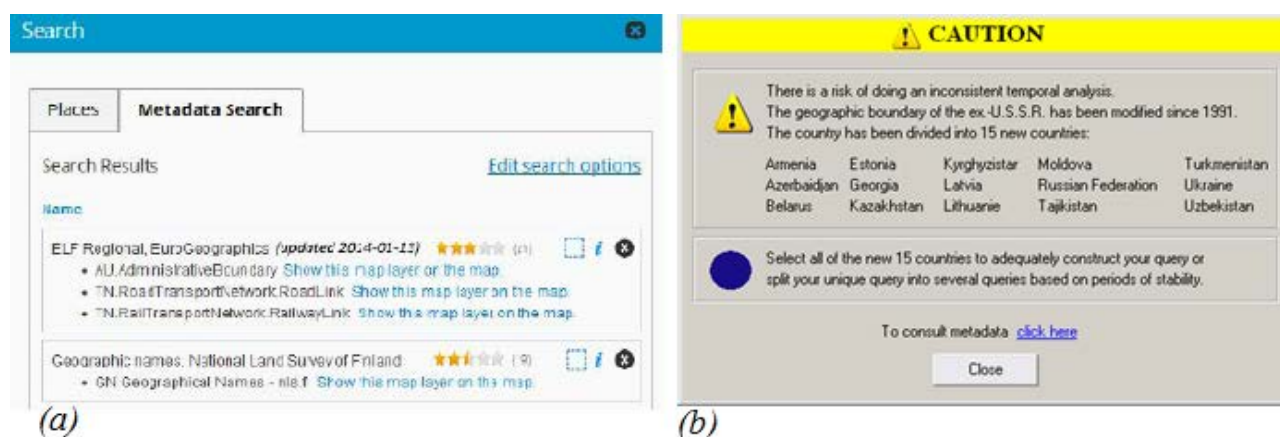 Search
Places Metadata Search
Search Results Edit search options
Name
ELF Regional, EuroGeographics (updated 2014-01-13)
• AU.AdministrativeBoundary Show this map layer on the map.
• TN.RoadTransportNetwork.RoadLink Show this map layer on the map.
• TN.RailTransportNetwork.RailwayLink Show this map layer on the map.
Geographic names, National Land Survey of Finland
• GN Geographical Names - Show this map layer on the map.
(a)
CAUTION
There is a risk of doing an inconsistent temporal analysis.
The geographic boundary of the ex-U.S.S.R. has been modified since 1991.
The country has been divided into 15 new countries:
Armenia Estonia Kyrghyzistar Moldova Turkmenistan
Azerbaidjan Georgia Latvia Russian Federation Ukraine
Belarus Kazakhstan Lithuanie Tajikistan Uzbekistan
Select all of the new 15 countries to adequately construct your query or
split your unique query into several queries based on periods of stability.
To consult metadata click here
Close
(b)